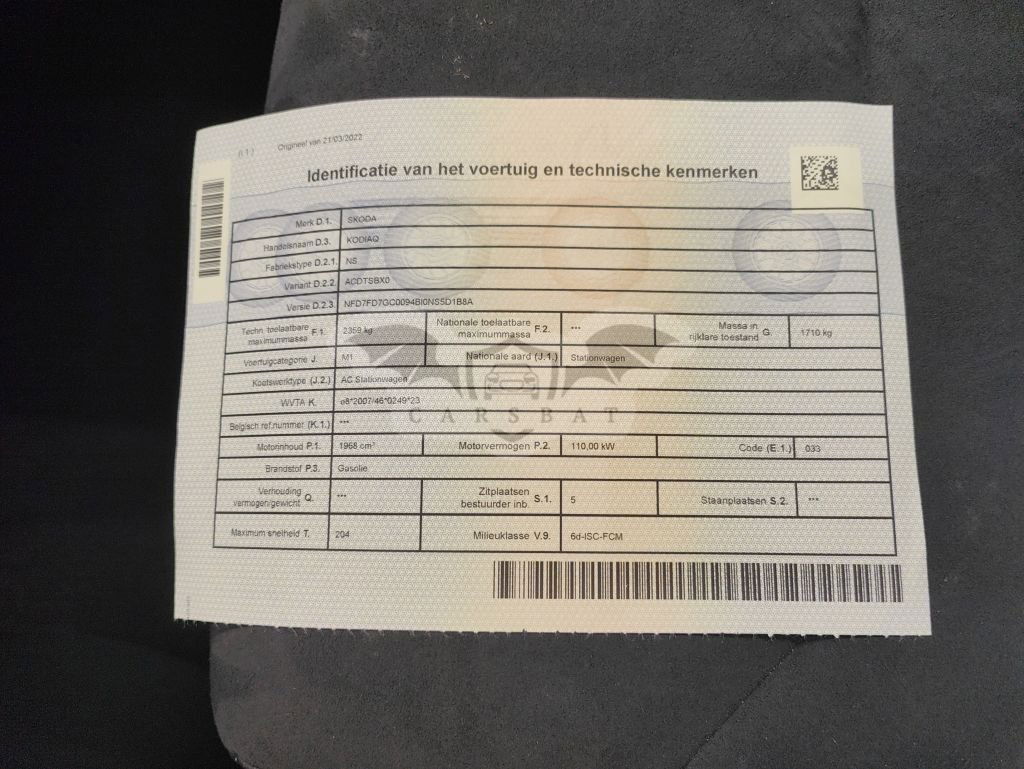 (I.1) Origineel van 21/03/2022
Identificatie van het voertuig en technische kenmerken
Merk D.1. SKODA
Handelsnaam D.3. KODIAQ
Fabriekstype D.2.1. NS
Variant D.2.2. ACDTSBX0
Versie D.2.3. NFD7FD7GC0094BI0NS5D1B8A
Techn. toelaatbare maximummassa F.1. 2359 kg Nationale toelaatbare maximummassa F.2. *** Massa in rijklare toestand G. 1710 kg
Voertuigcategorie J. M1 Nationale aard (J.1.) Stationwagen
Koetswerktype (J.2.) AC Stationwagen
WVTA K. e8*2007/46*0249*23
CARSBAT
Belgisch ref.nummer (K.1.) ***
Motorinhoud P.1. 1968 cm³ Motorvermogen P.2. 110,00 kW Code (E.1.) 033
Brandstof P.3. Gasolie
Verhouding vermogen/gewicht Q. *** Zitplaatsen bestuurder inb. S.1. 5 Staanplaatsen S.2. ***
Maximum snelheid T. 204 Milieuklasse V.9. 6d-ISC-FCM